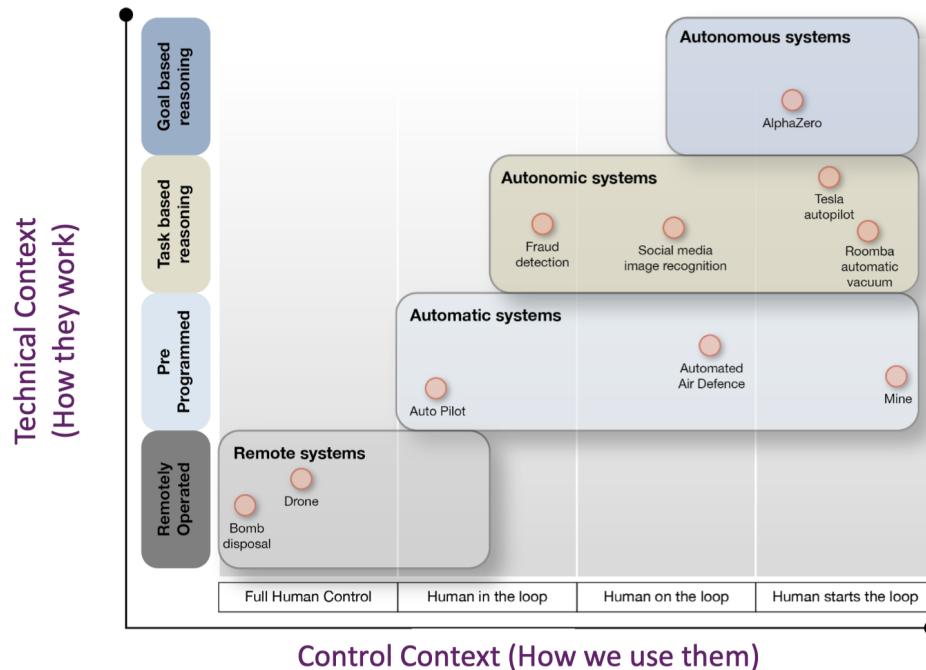 Technical Context
(How they work)
Goal based
reasoning
Task based
reasoning
Pre
Programmed
Remotely
Operated
Autonomous systems
AlphaZero
Autonomic systems
Fraud
detection
Social media
image recognition
Tesla
autopilot
Roomba
automatic
vacuum
Automatic systems
Auto Pilot
Automated
Air Defence
Mine
Remote systems
Bomb
disposal
Drone
Full Human Control
Human in the loop
Human on the loop
Human starts the loop
Control Context (How we use them)